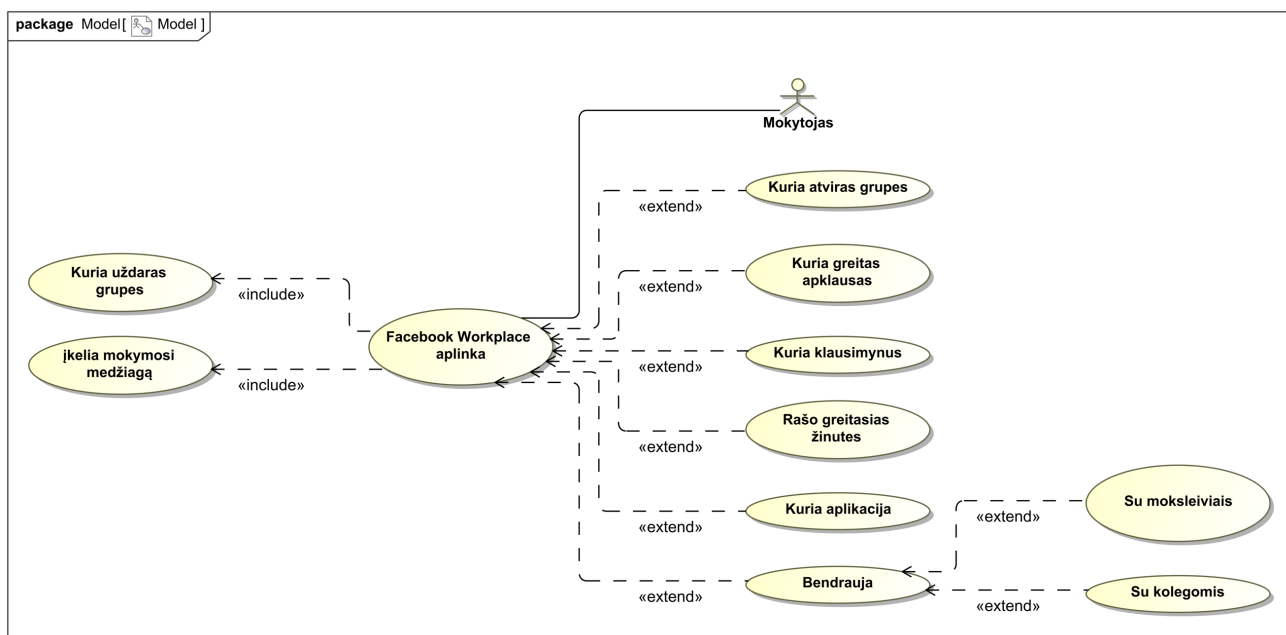 package Model[ Model ]
Mokytojas
Kuria atviras grupes
«extend»
Kuria greitas
apklausas
«extend»
Kuria uždaras
grupes
«include»
Facebook Workplace
aplinka
įkelia mokymosi
medžiagą
«include»
Kuria klausimynus
«extend»
Rašo greitasias
žinutes
«extend»
Kuria aplikacija
«extend»
Su moksleiviais
«extend»
Bendrauja
«extend»
Su kolegomis
«extend»